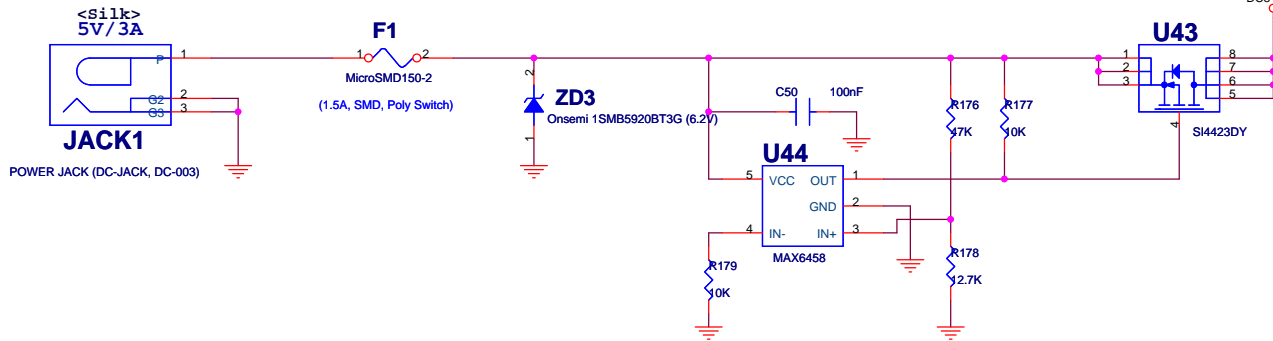 <Silk>
5V/3A
P 1
G2 2
G3 3
JACK1
POWER JACK (DC-JACK, DC-003)
F1
1 2
MicroSMD150-2
(1.5A, SMD, Poly Switch)
2
ZD3
Onsemi 1SMB5920BT3G (6.2V)
1
C50 100nF
U44
5 VCC OUT 1
GND 2
4 IN- IN+ 3
MAX6458
R179
10K
R176
47K
R177
10K
R178
12.7K
U43
1 8
2 7
3 6
5
4
SI4423DY